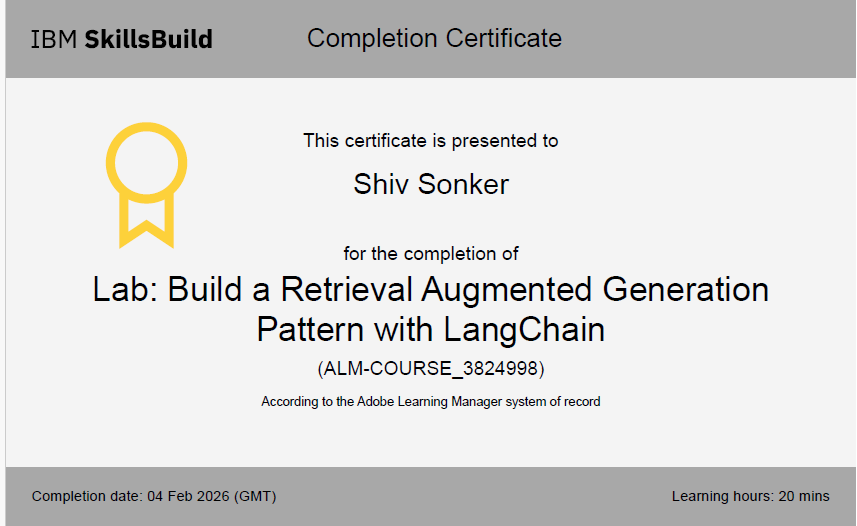 IBM SkillsBuild
Completion Certificate
This certificate is presented to
Shiv Sonker
for the completion of
Lab: Build a Retrieval Augmented Generation
Pattern with LangChain
(ALM-COURSE_3824998)
According to the Adobe Learning Manager system of record
Completion date: 04 Feb 2026 (GMT)
Learning hours: 20 mins